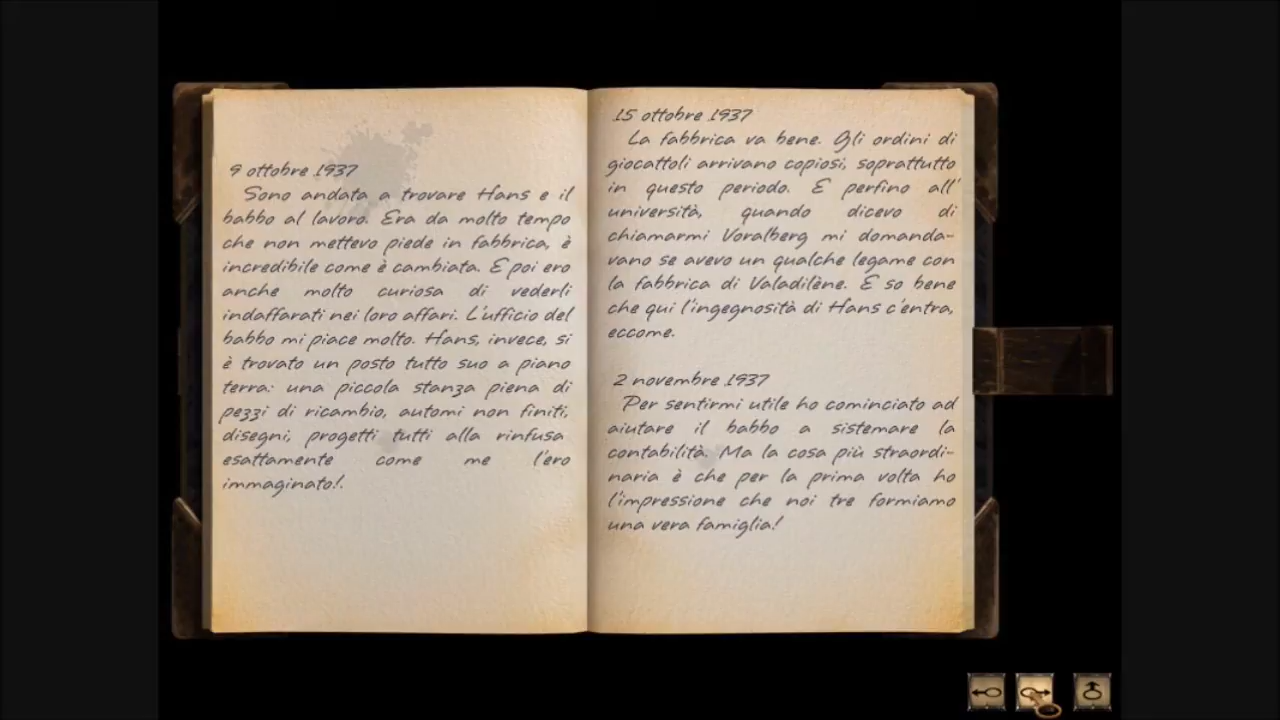 9 ottobre 1937
Sono andata a trovare Hans e il
babbo al lavoro. Era da molto tempo
che non mettevo piede in fabbrica, è
incredibile come è cambiata. E poi ero
anche molto curiosa di vederli
indaffarati nei loro affari. L'ufficio del
babbo mi piace molto. Hans, invece, si
è trovato un posto tutto suo a piano
terra: una piccola stanza piena di
pezzi di ricambio, automi non finiti,
disegni, progetti tutti alla rinfusa
esattamente come me l'ero
immaginato!.
15 ottobre 1937
La fabbrica va bene. Gli ordini di
giocattoli arrivano copiosi, soprattutto
in questo periodo. E perfino all'
università, quando dicevo di
chiamarmi Voralberg mi domanda-
vano se avevo un qualche legame con
la fabbrica di Valadilène. E so bene
che qui l'ingegnosità di Hans c'entra,
eccome.
2 novembre 1937
Per sentirmi utile ho cominciato ad
aiutare il babbo a sistemare la
contabilità. Ma la cosa più straordi-
naria è che per la prima volta ho
l'impressione che noi tre formiamo
una vera famiglia!